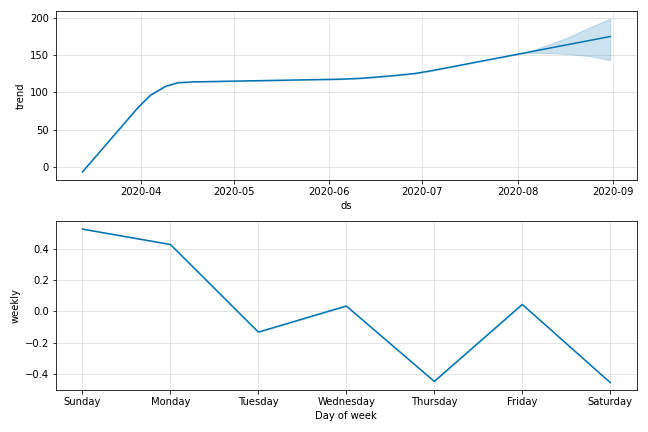 200
150
100
50
0
trend
2020-04 2020-05 2020-06 2020-07 2020-08 2020-09
ds
0.4
0.2
0.0
−0.2
−0.4
weekly
Sunday Monday Tuesday Wednesday Thursday Friday Saturday
Day of week